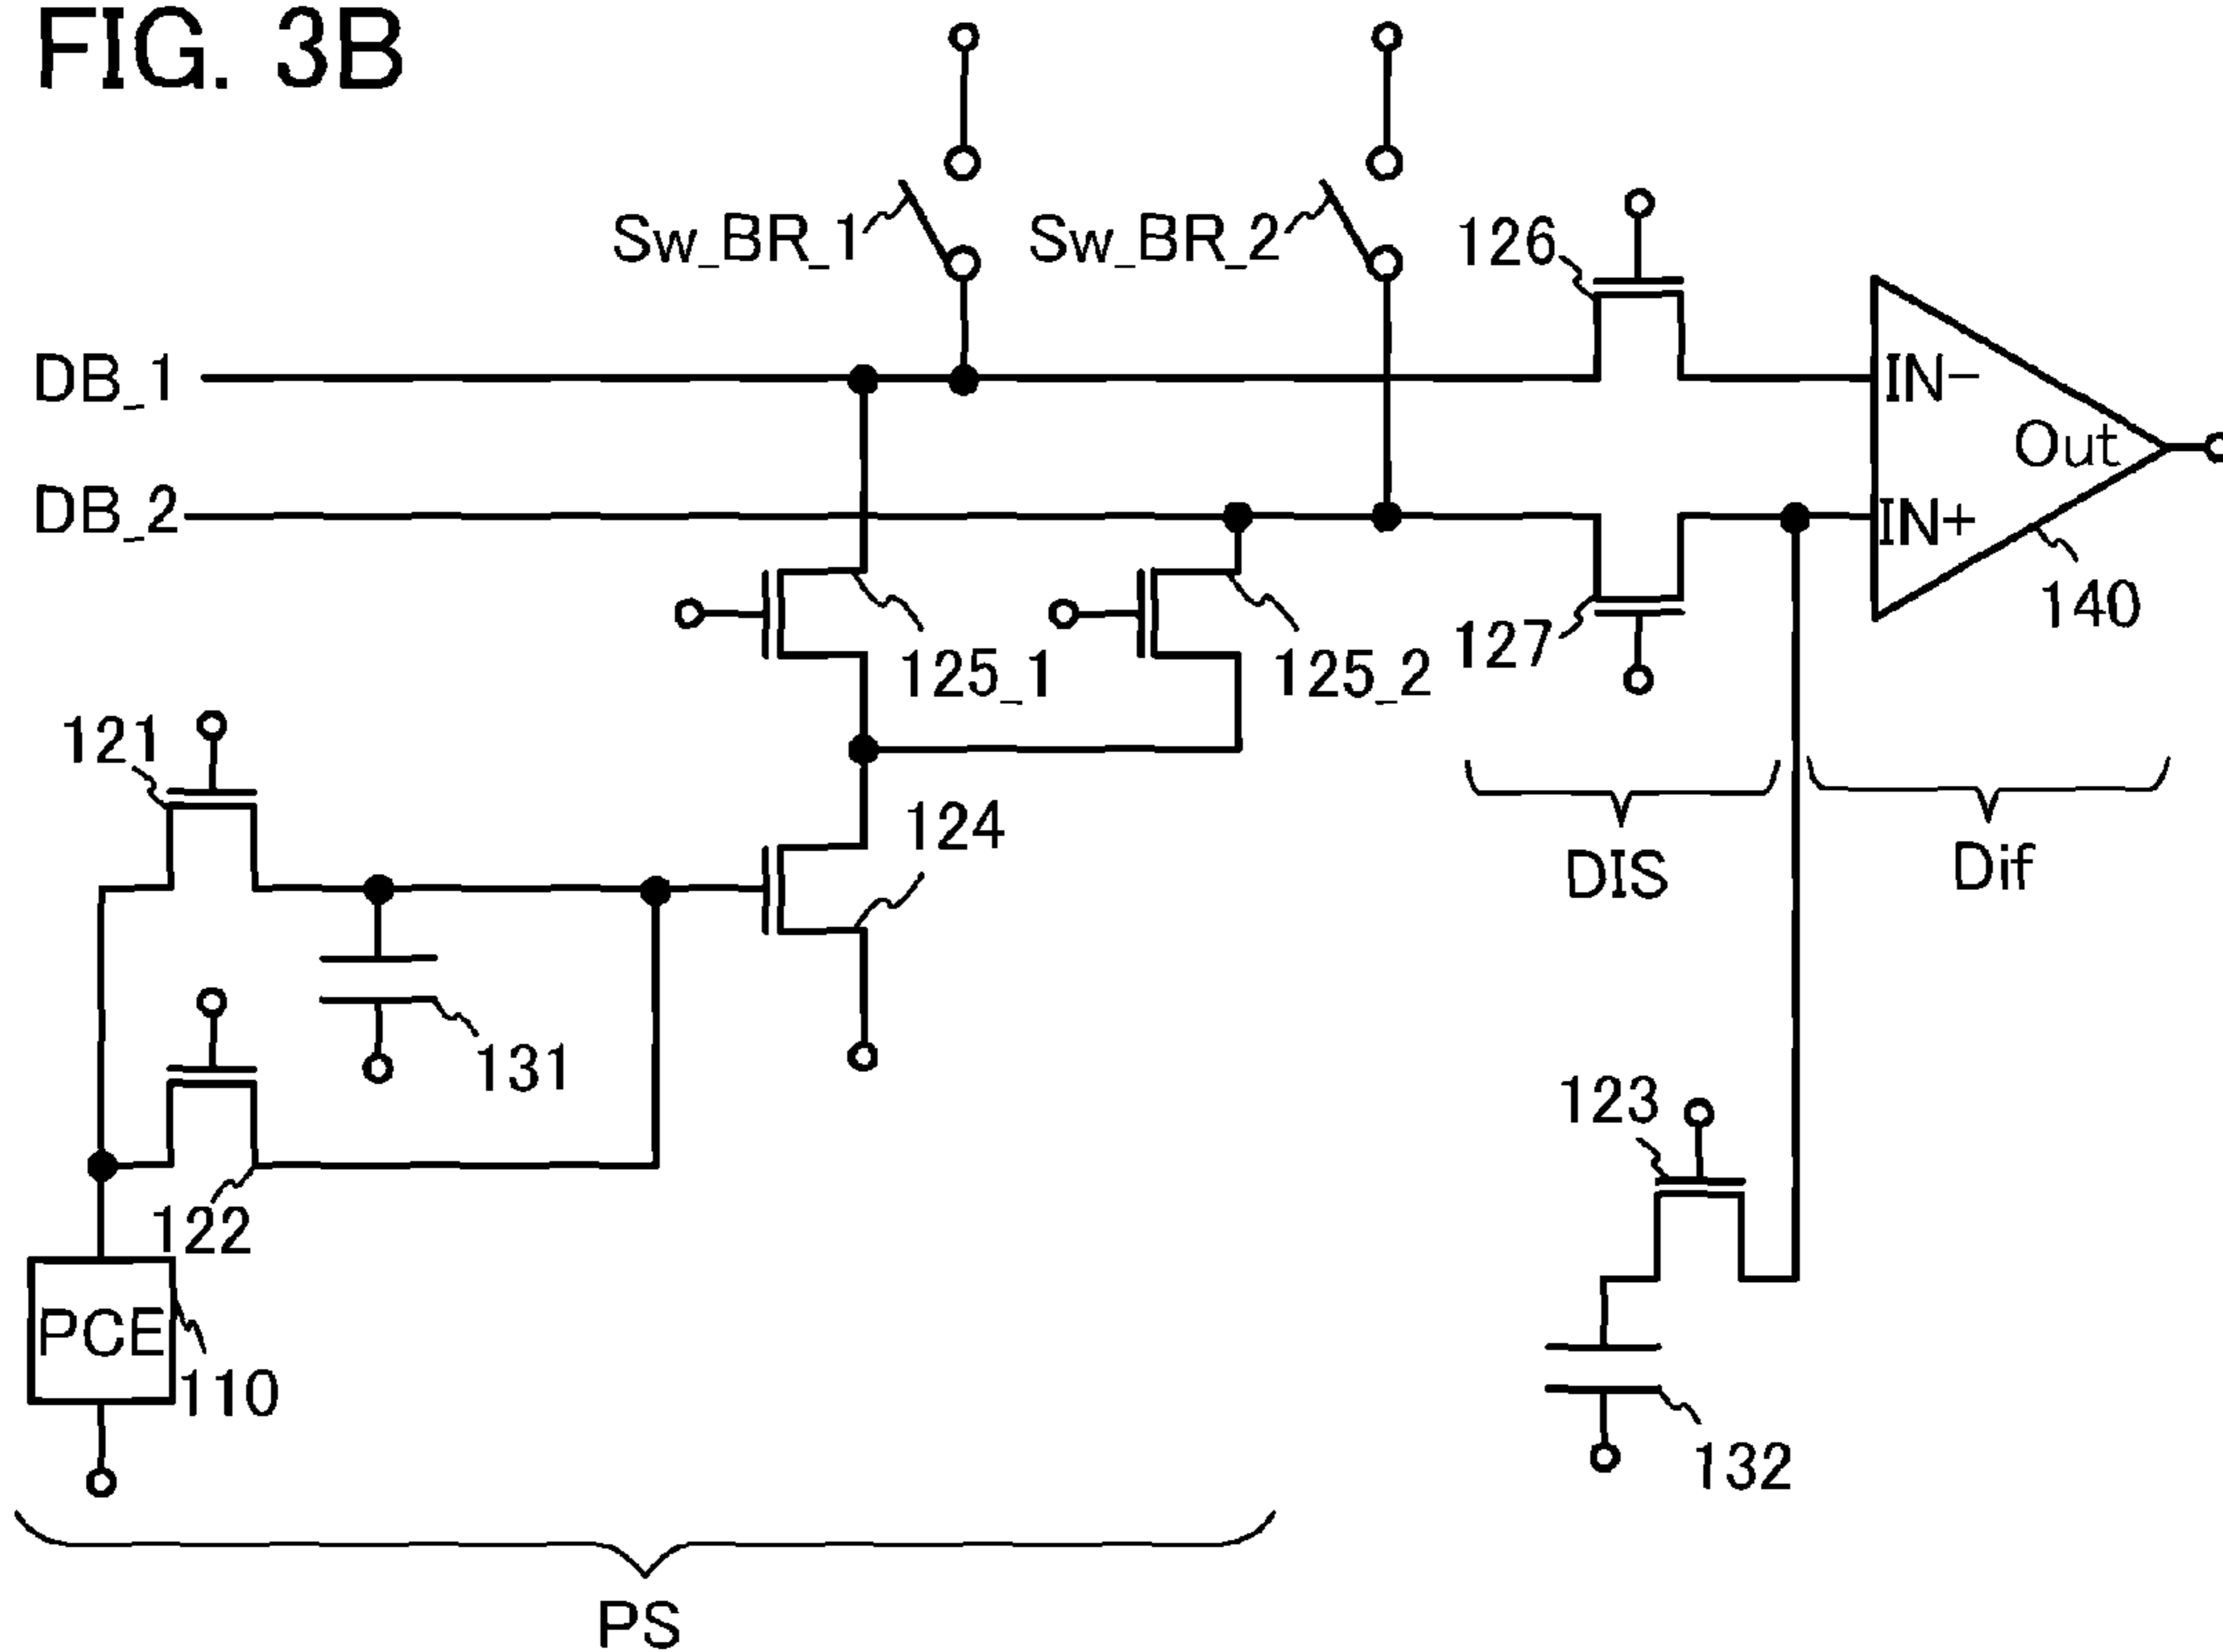 FIG. 3B
Sw_BR_1
Sw_BR_2
126
DB_1
IN-
Out
DB_2
IN+
140
125_1
125_2
127
121
124
DIS
Dif
131
123
122
PCE
110
132
PS